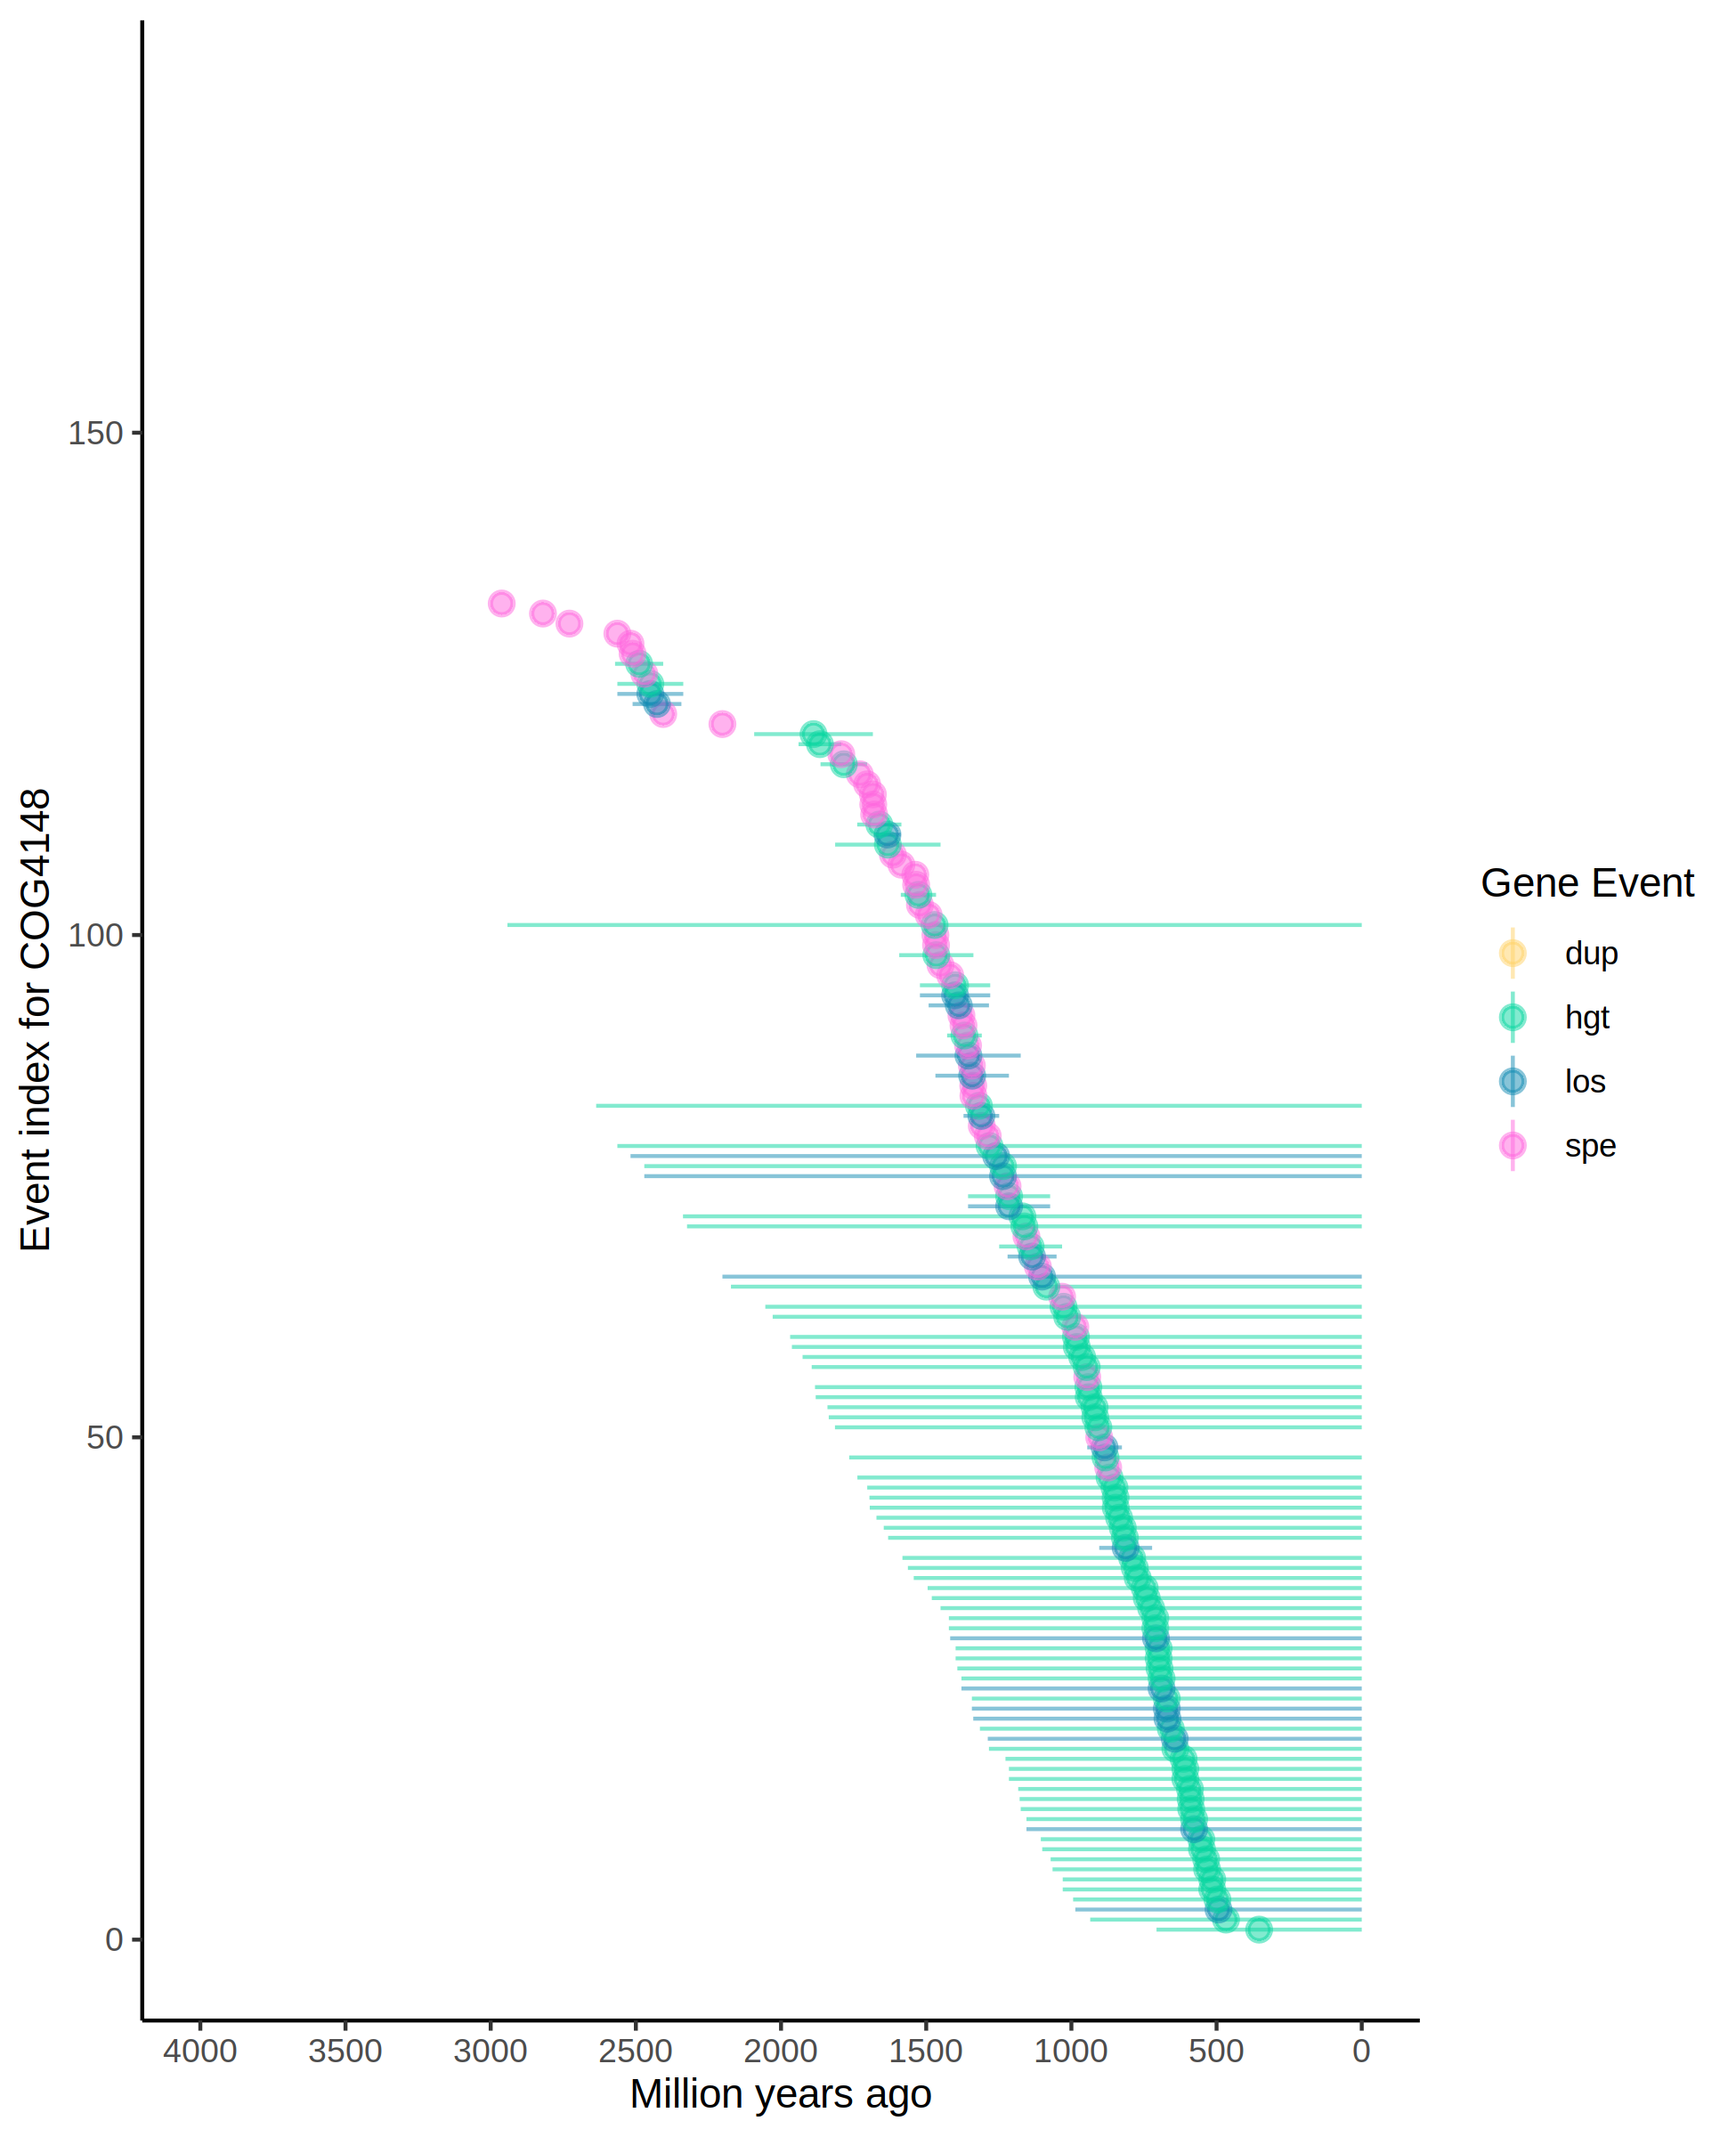 Event index for COG4148
150
100
50
0
4000 3500 3000 2500 2000 1500 1000 500 0
Million years ago
Gene Event
dup
hgt
los
spe